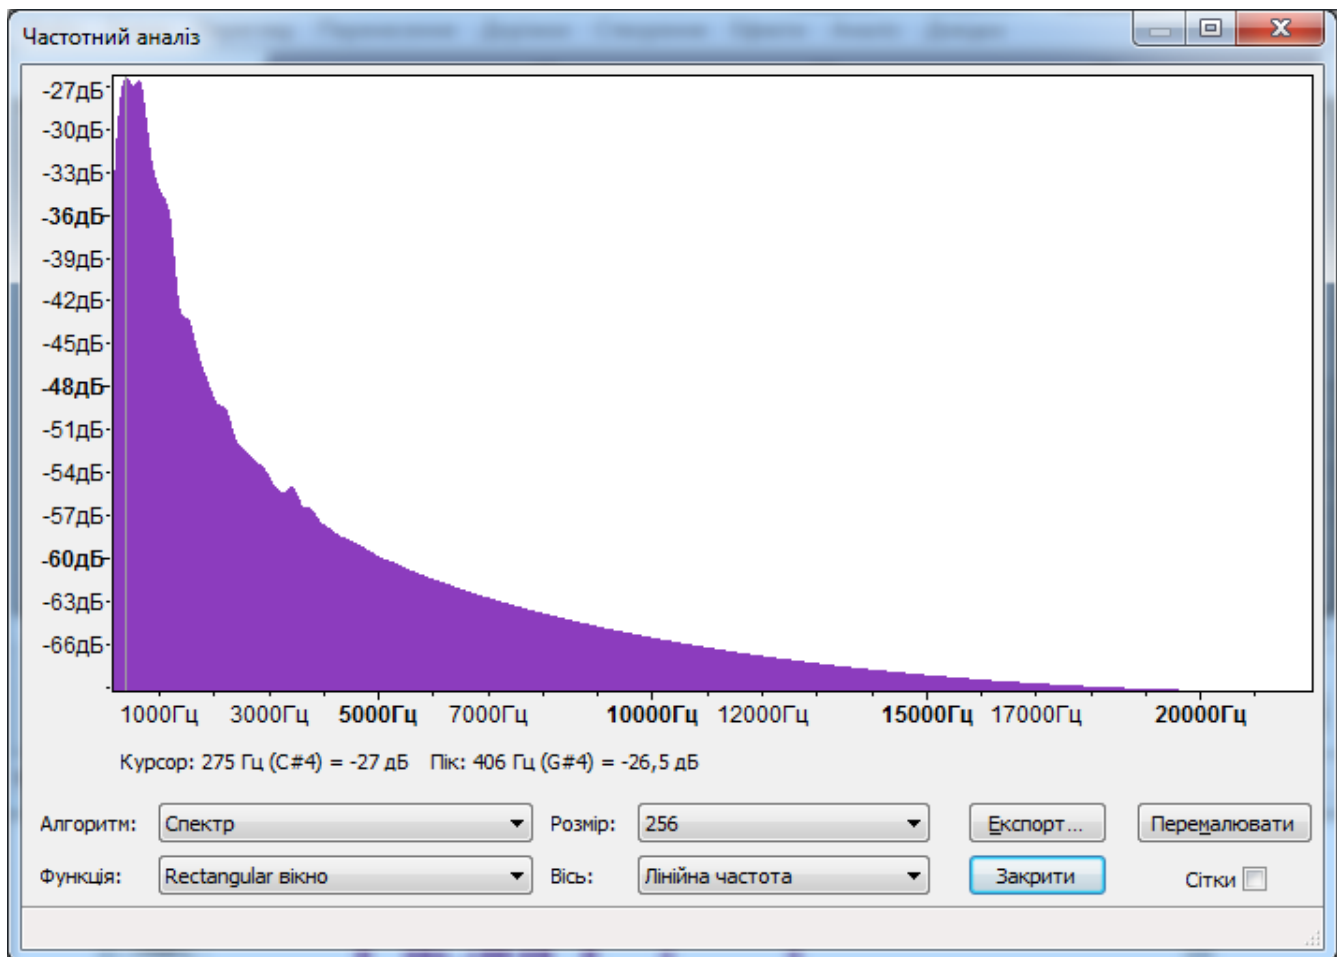 Частотний аналіз
-27дБ
-30дБ
-33дБ
-36дБ
-39дБ
-42дБ
-45дБ
-48дБ
-51дБ
-54дБ
-57дБ
-60дБ
-63дБ
-66дБ
1000Гц 3000Гц 5000Гц 7000Гц 10000Гц 12000Гц 15000Гц 17000Гц 20000Гц
Курсор: 275 Гц (C#4) = -27 дБ Пік: 406 Гц (G#4) = -26,5 дБ
Алгоритм: Спектр Розмір: 256 Експорт... Перемалювати
Функція: Rectangular вікно Вісь: Лінійна частота Закрити Сітки